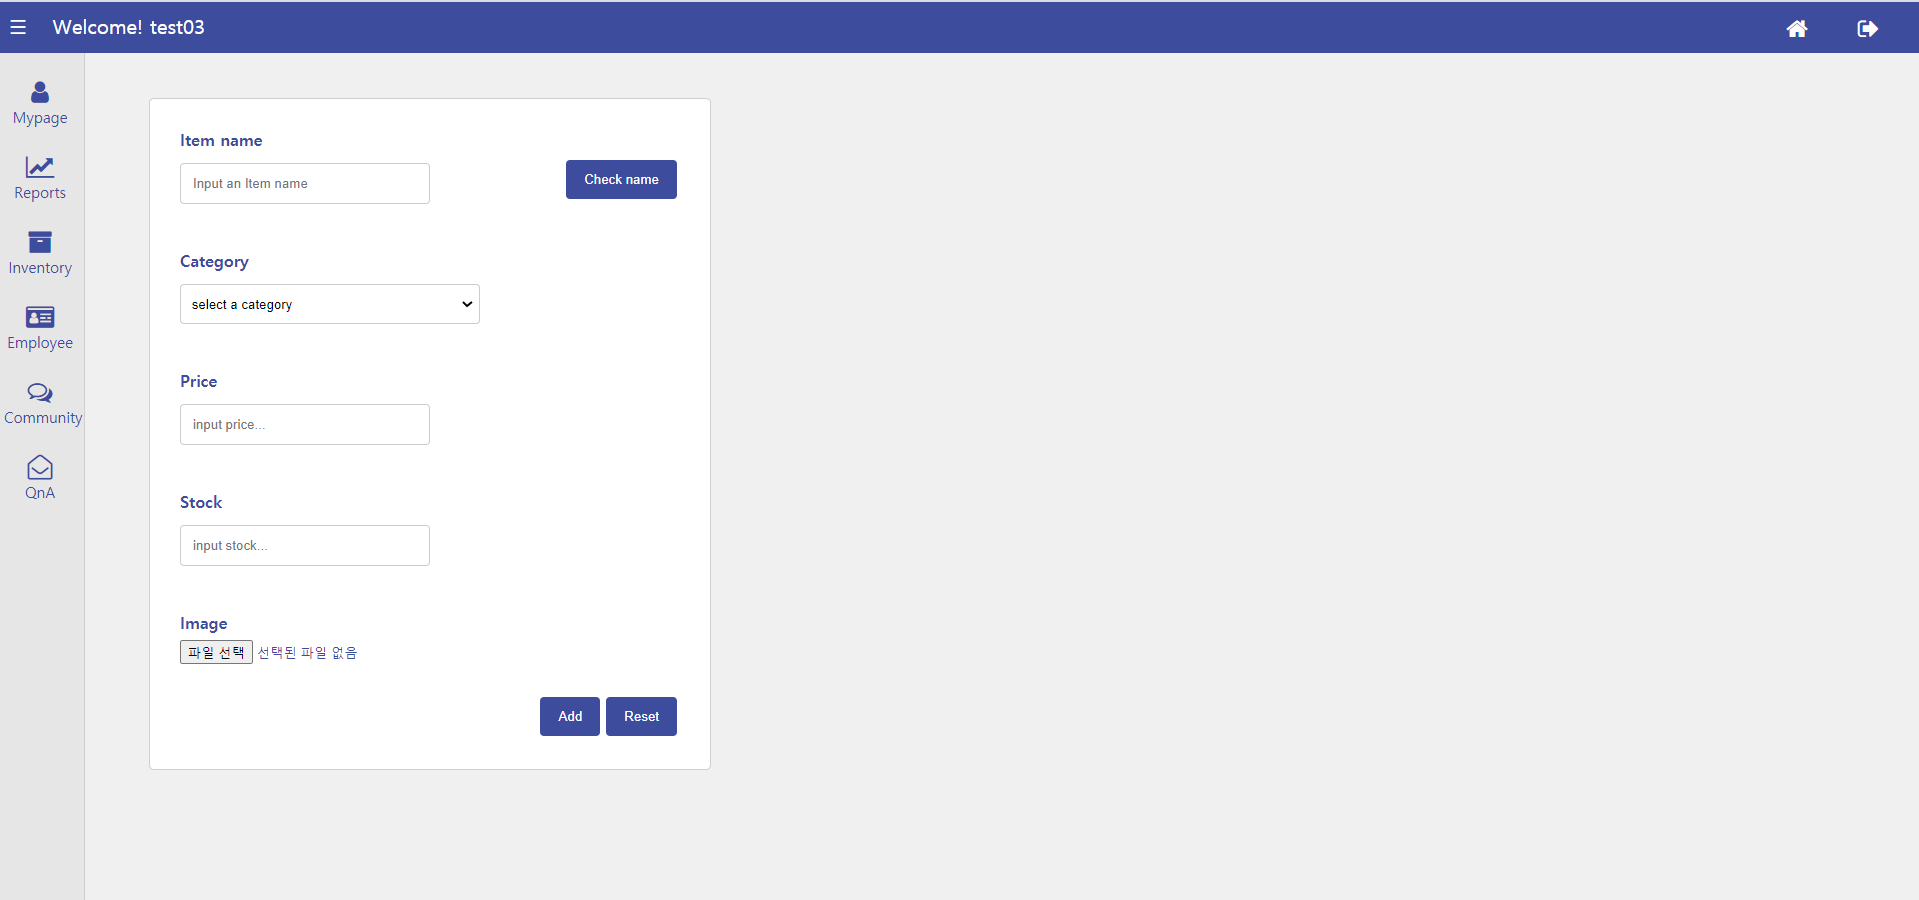 ☰ Welcome! test03
Mypage
Reports
Inventory
Employee
Community
QnA
Item name
Input an Item name
Check name
Category
select a category
Price
input price...
Stock
input stock...
Image
파일 선택 선택된 파일 없음
Add Reset